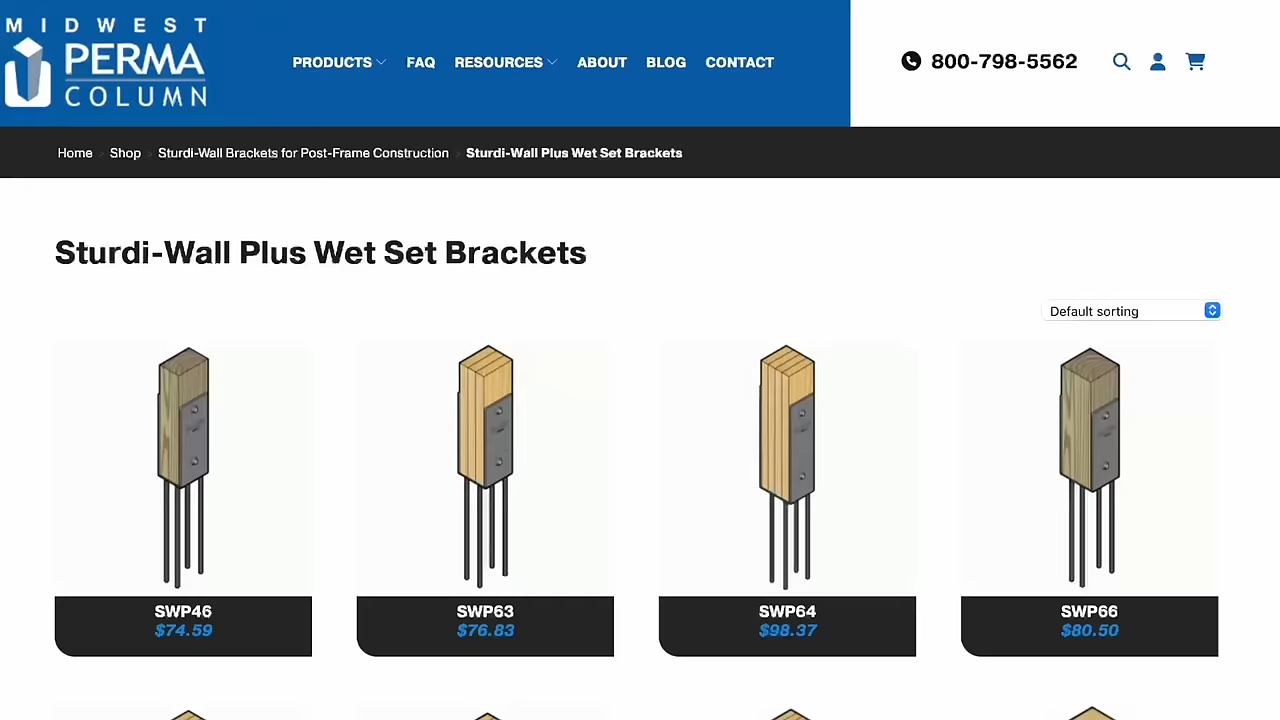 MIDWEST
PERMA
COLUMN
PRODUCTS FAQ RESOURCES ABOUT BLOG CONTACT
800-798-5562
Home > Shop > Sturdi-Wall Brackets for Post-Frame Construction > Sturdi-Wall Plus Wet Set Brackets
Sturdi-Wall Plus Wet Set Brackets
Default sorting
SWP46
$74.59
SWP63
$76.83
SWP64
$98.37
SWP66
$80.50